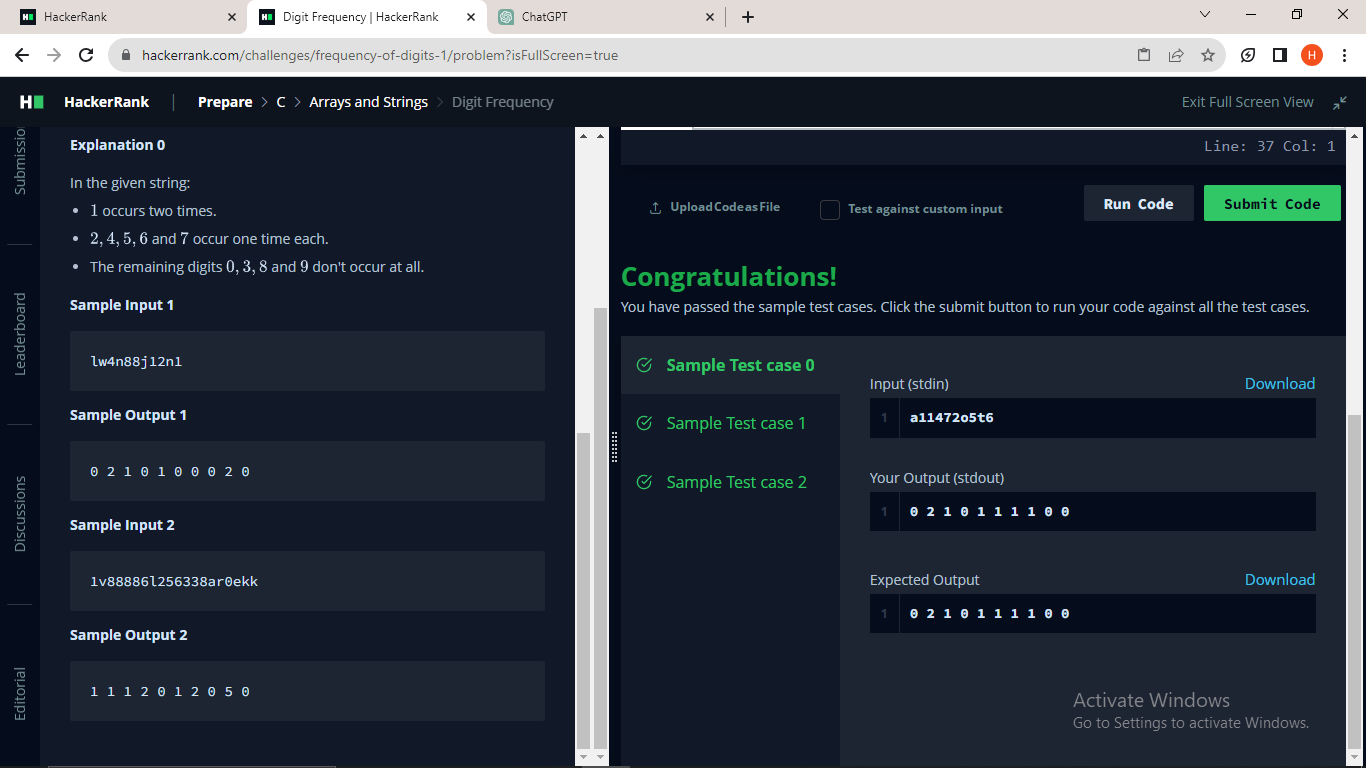 HackerRank
Digit Frequency | HackerRank
ChatGPT
hackerrank.com/challenges/frequency-of-digits-1/problem?isFullScreen=true
H
HackerRank | Prepare > C > Arrays and Strings > Digit Frequency
Exit Full Screen View
Submissio
Leaderboard
Discussions
Editorial
Explanation 0
In the given string:
• 1 occurs two times.
• 2, 4, 5, 6 and 7 occur one time each.
• The remaining digits 0, 3, 8 and 9 don't occur at all.
Sample Input 1
lw4n88j12n1
Sample Output 1
0 2 1 0 1 0 0 0 2 0
Sample Input 2
1v88886l256338ar0ekk
Sample Output 2
1 1 1 2 0 1 2 0 5 0
Line: 37 Col: 1
Upload Code as File
Test against custom input
Run Code
Submit Code
Congratulations!
You have passed the sample test cases. Click the submit button to run your code against all the test cases.
Sample Test case 0
Sample Test case 1
Sample Test case 2
Input (stdin)
Download
1 a11472o5t6
Your Output (stdout)
1 0 2 1 0 1 1 1 1 0 0
Expected Output
Download
1 0 2 1 0 1 1 1 1 0 0
Activate Windows
Go to Settings to activate Windows.